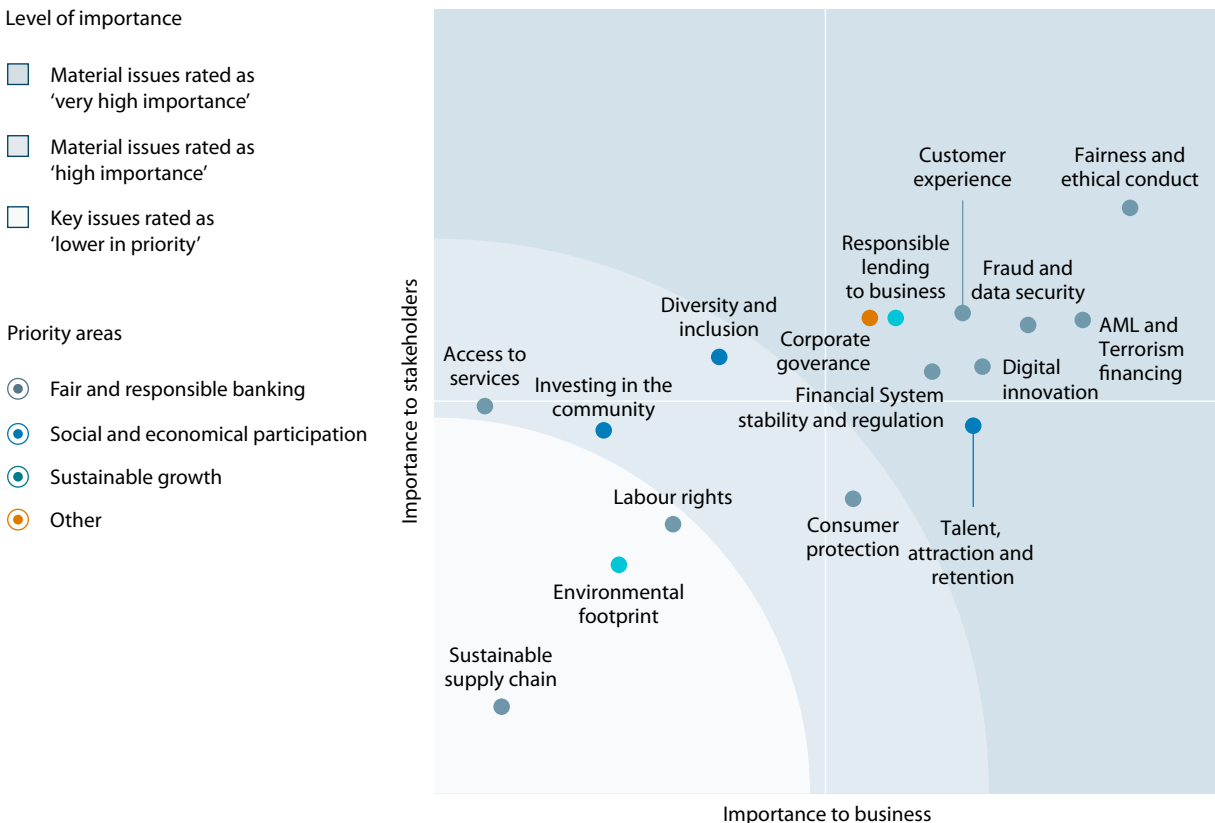 Level of importance
Material issues rated as
‘very high importance’
Material issues rated as
‘high importance’
Key issues rated as
‘lower in priority’
Priority areas
Fair and responsible banking
Social and economical participation
Sustainable growth
Other
Importance to stakeholders
Customer
experience
Fairness and
ethical conduct
Responsible
lending
to business
Fraud and
data security
Diversity and
inclusion
Corporate
goverance
AML and
Terrorism
financing
Access to
services
Digital
innovation
Investing in the
community
Financial System
stability and regulation
Labour rights
Consumer
protection
Talent,
attraction and
retention
Environmental
footprint
Sustainable
supply chain
Importance to business